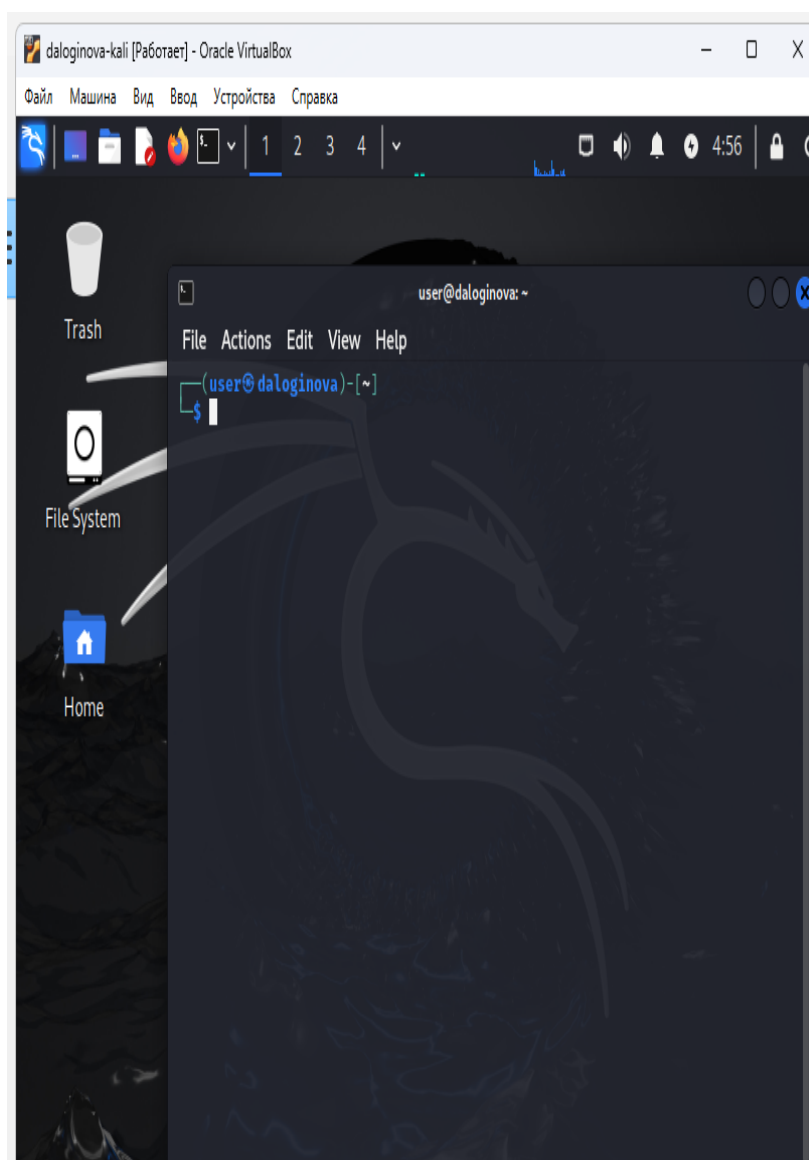 daloginova-kali [Работает] - Oracle VirtualBox
Файл Машина Вид Ввод Устройства Справка
1 2 3 4 4:56
Trash
user@daloginova: ~
File Actions Edit View Help
(user㉿daloginova)-[~]
$
File System
Home